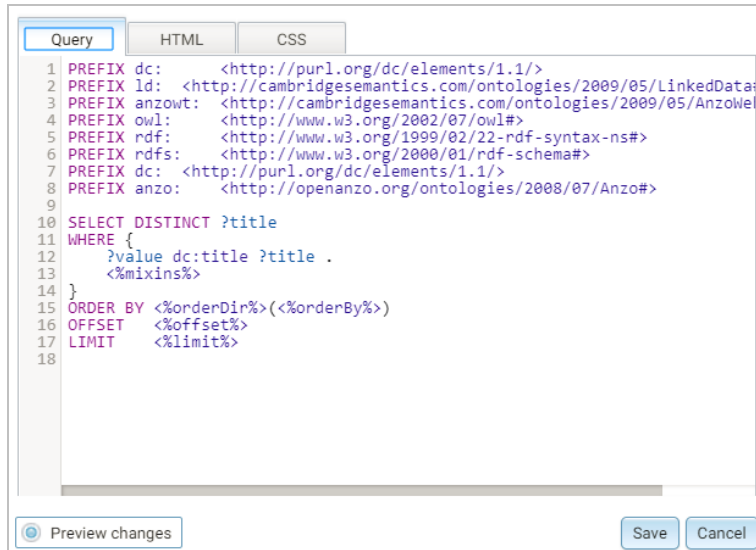 Query HTML CSS
1 PREFIX dc: <http://purl.org/dc/elements/1.1/>
2 PREFIX ld: <http://cambridgesemantics.com/ontologies/2009/05/LinkedData#
3 PREFIX anzowt: <http://cambridgesemantics.com/ontologies/2009/05/AnzoWe
4 PREFIX owl: <http://www.w3.org/2002/07/owl#>
5 PREFIX rdf: <http://www.w3.org/1999/02/22-rdf-syntax-ns#>
6 PREFIX rdfs: <http://www.w3.org/2000/01/rdf-schema#>
7 PREFIX dc: <http://purl.org/dc/elements/1.1/>
8 PREFIX anzo: <http://openanzo.org/ontologies/2008/07/Anzo#>
9
10 SELECT DISTINCT ?title
11 WHERE {
12 ?value dc:title ?title .
13 <%mixins%>
14 }
15 ORDER BY <%orderDir%>(<%orderBy%>)
16 OFFSET <%offset%>
17 LIMIT <%limit%>
18
Preview changes Save Cancel